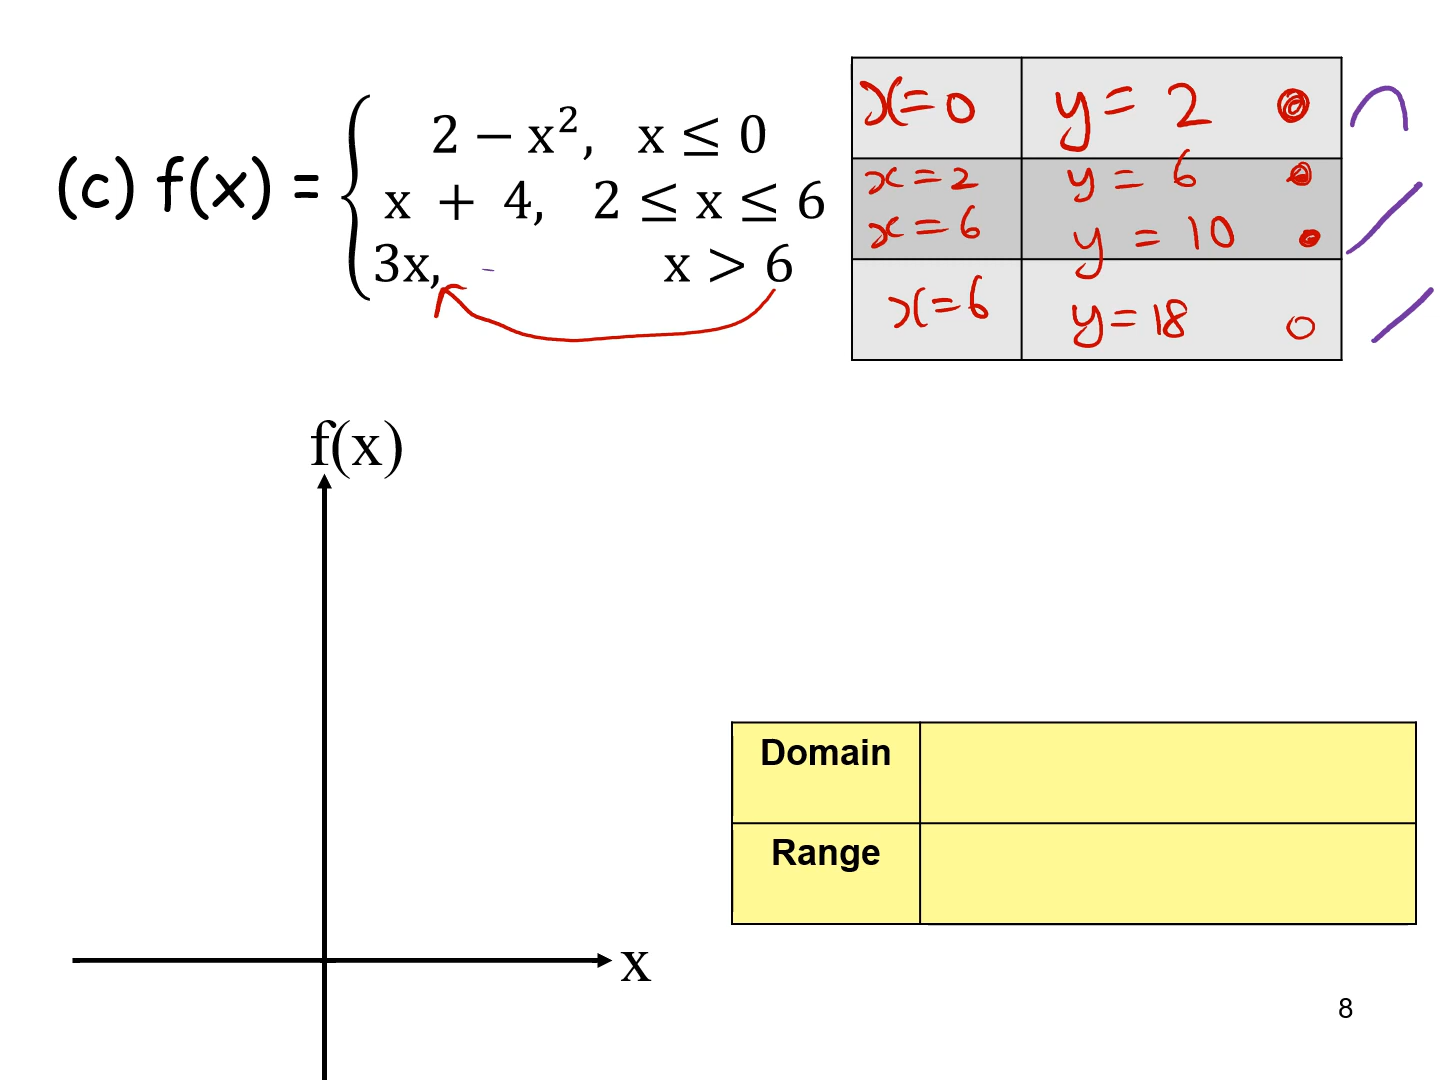 (c) f(x) =
2 − x², x ≤ 0
x + 4, 2 ≤ x ≤ 6
3x, x > 6
x=0 y=2
x=2 y=6
x=6 y=10
x=6 y=18
f(x)
x
Domain
Range
8